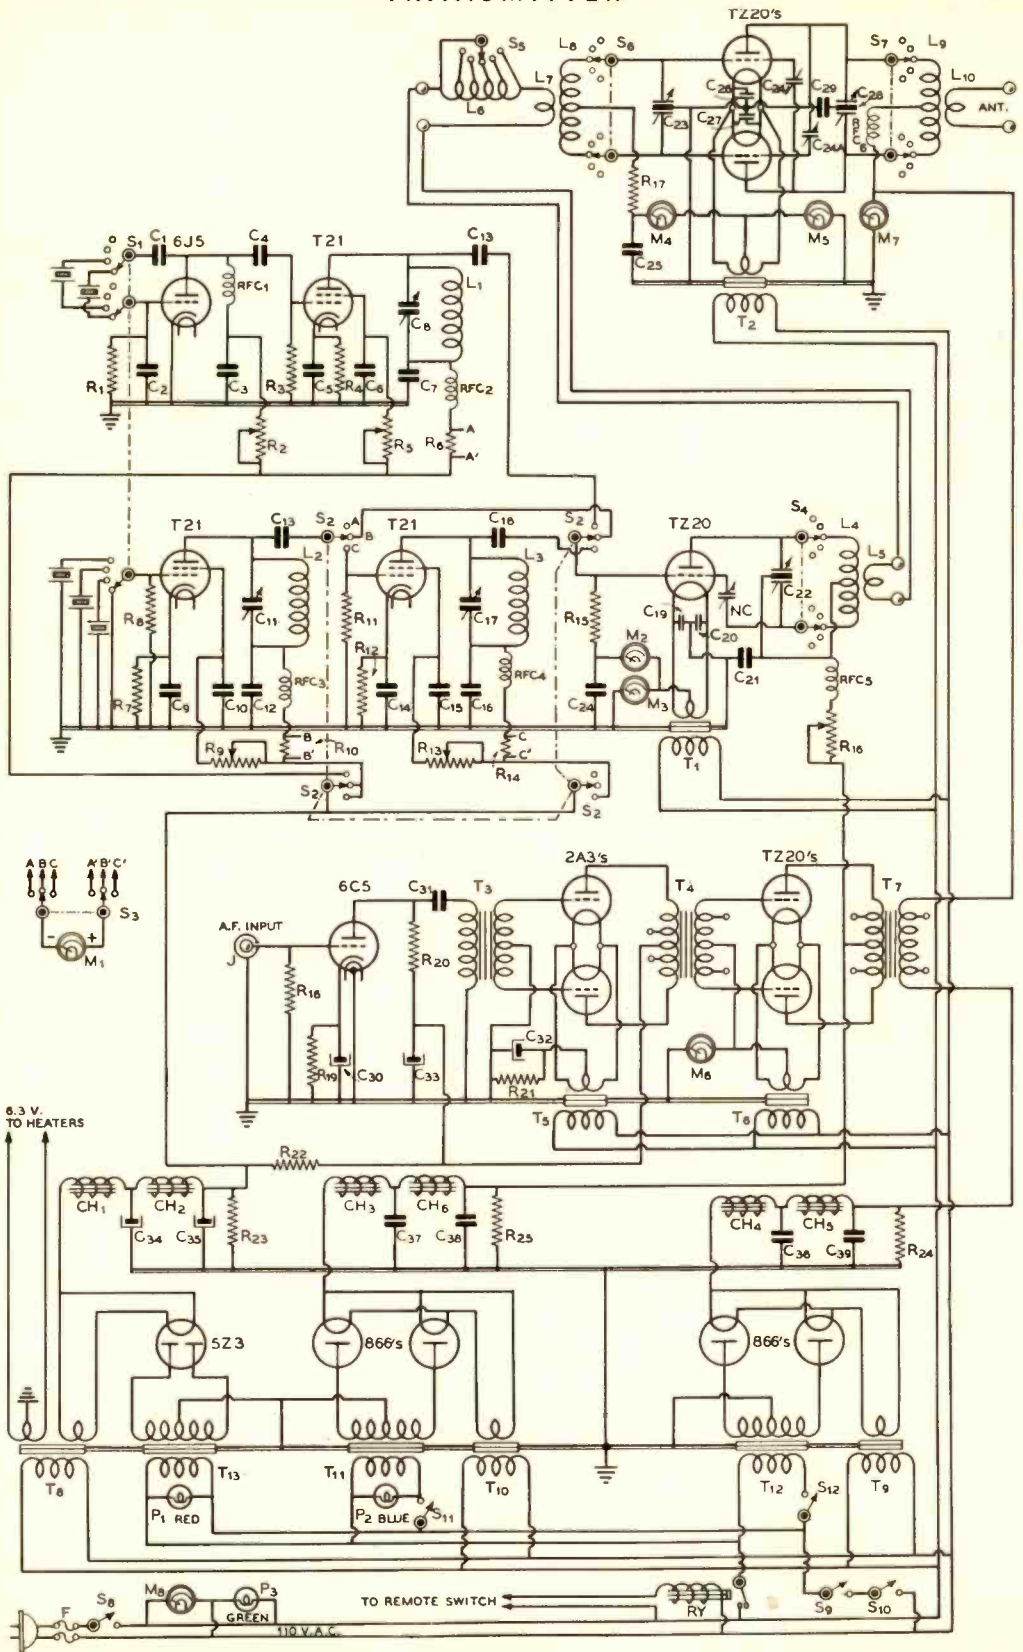 TRANSMITTER
TZ20's
S5
L8
S6
S7
L9
L7
L10
L6
C26
C24
C29
C28
ANT.
C23
C27
RFC6
C24A
R17
M4
M5
M7
C25
T2
S1
C1
6J5
C4
T21
C13
RFC1
L1
C8
R1
C2
C3
R3
C5
R4
C6
C7
RFC2
R2
R5
R6
A
A'
T21
C13
S2
A
B
C
T21
C18
S2
TZ20
S4
L4
L2
L3
L5
R8
C11
R11
C17
R15
C19
NC
C22
C20
R12
M2
C21
R7
C9
C10
C12
RFC3
C14
C15
C16
RFC4
C24
M3
RFC5
R9
B
B'
R10
R13
C
C'
R14
R16
T1
S2
S2
A B C
A' B' C'
S3
- +
M1
2A3's
TZ20's
6C5
C31
T3
T4
T7
A.F. INPUT
J
R20
R18
C32
R19
C30
C33
R21
M6
T5
T6
6.3 V.
TO HEATERS
R22
CH1
CH2
CH3
CH6
CH4
CH5
C34
C35
R23
C37
C38
R25
C36
C39
R24
5Z3
866's
866's
T8
T13
T11
T10
T12
S12
T9
P1 RED
P2 BLUE
S11
M8
P3
F
S8
GREEN
TO REMOTE SWITCH
RY
S9
S10
110 V.A.C.